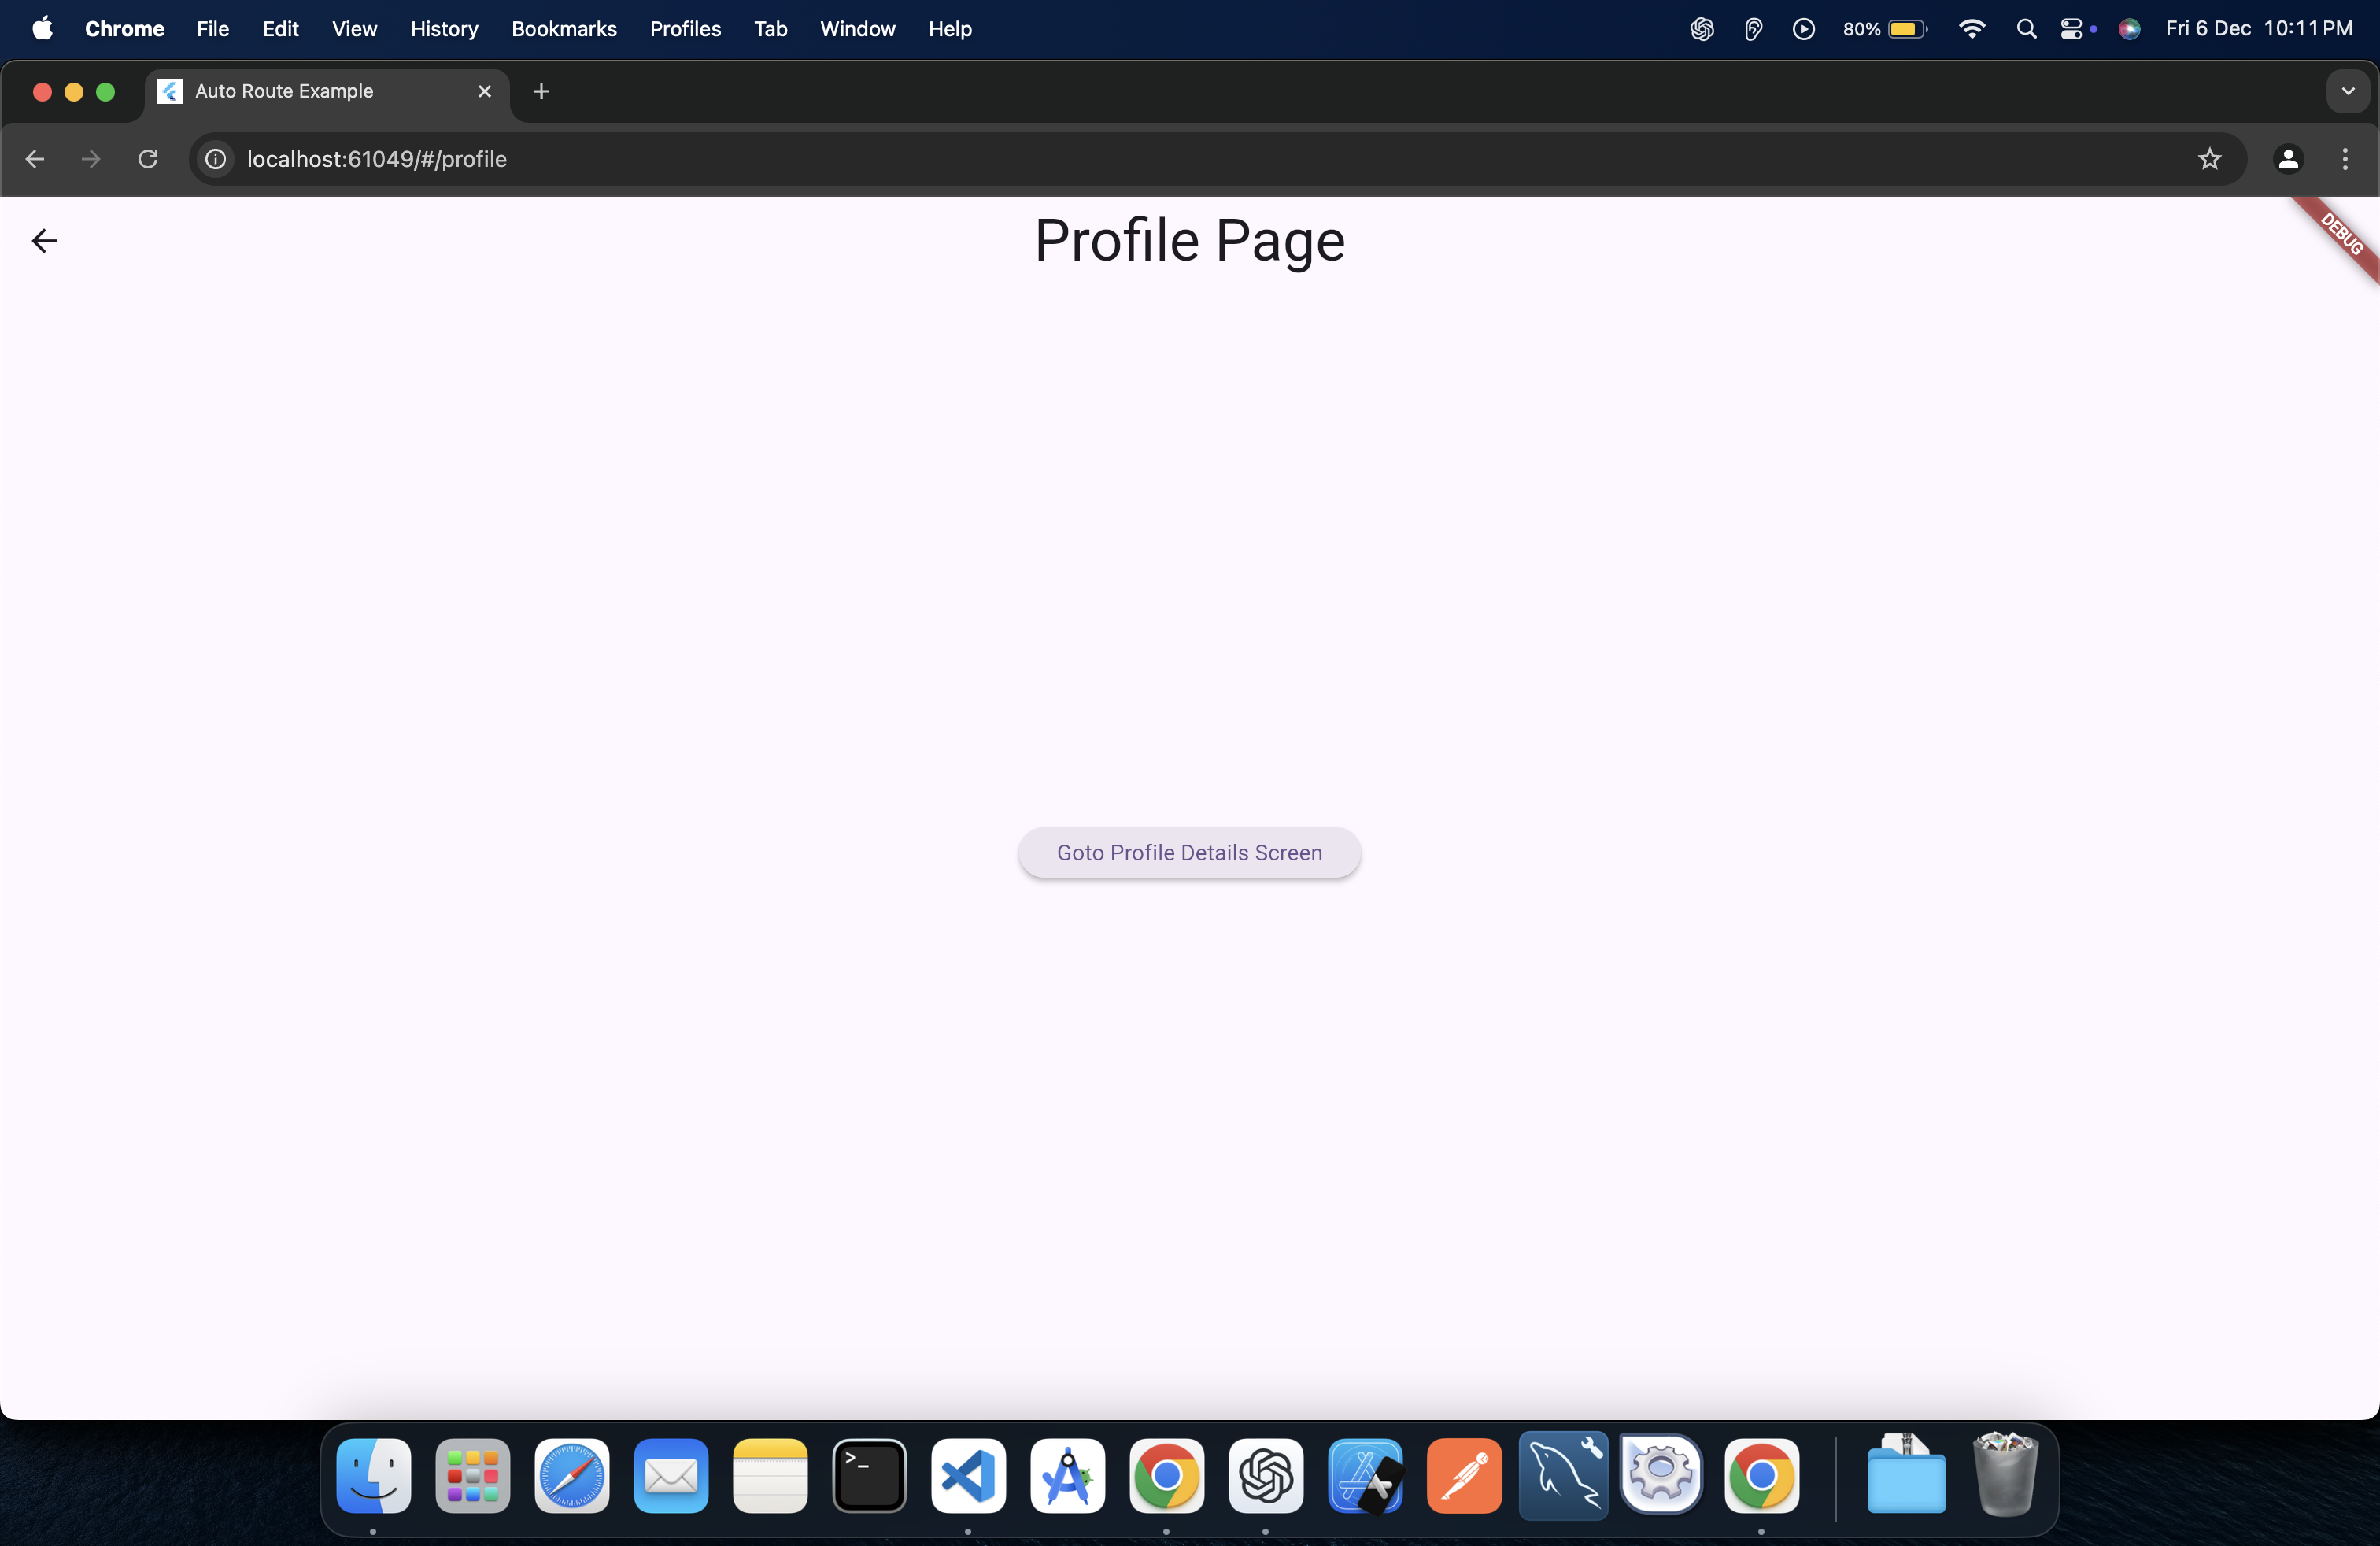 Chrome File Edit View History Bookmarks Profiles Tab Window Help 80% Fri 6 Dec 10:11 PM
Auto Route Example
localhost:61049/#/profile
Profile Page
DEBUG
Goto Profile Details Screen
>_